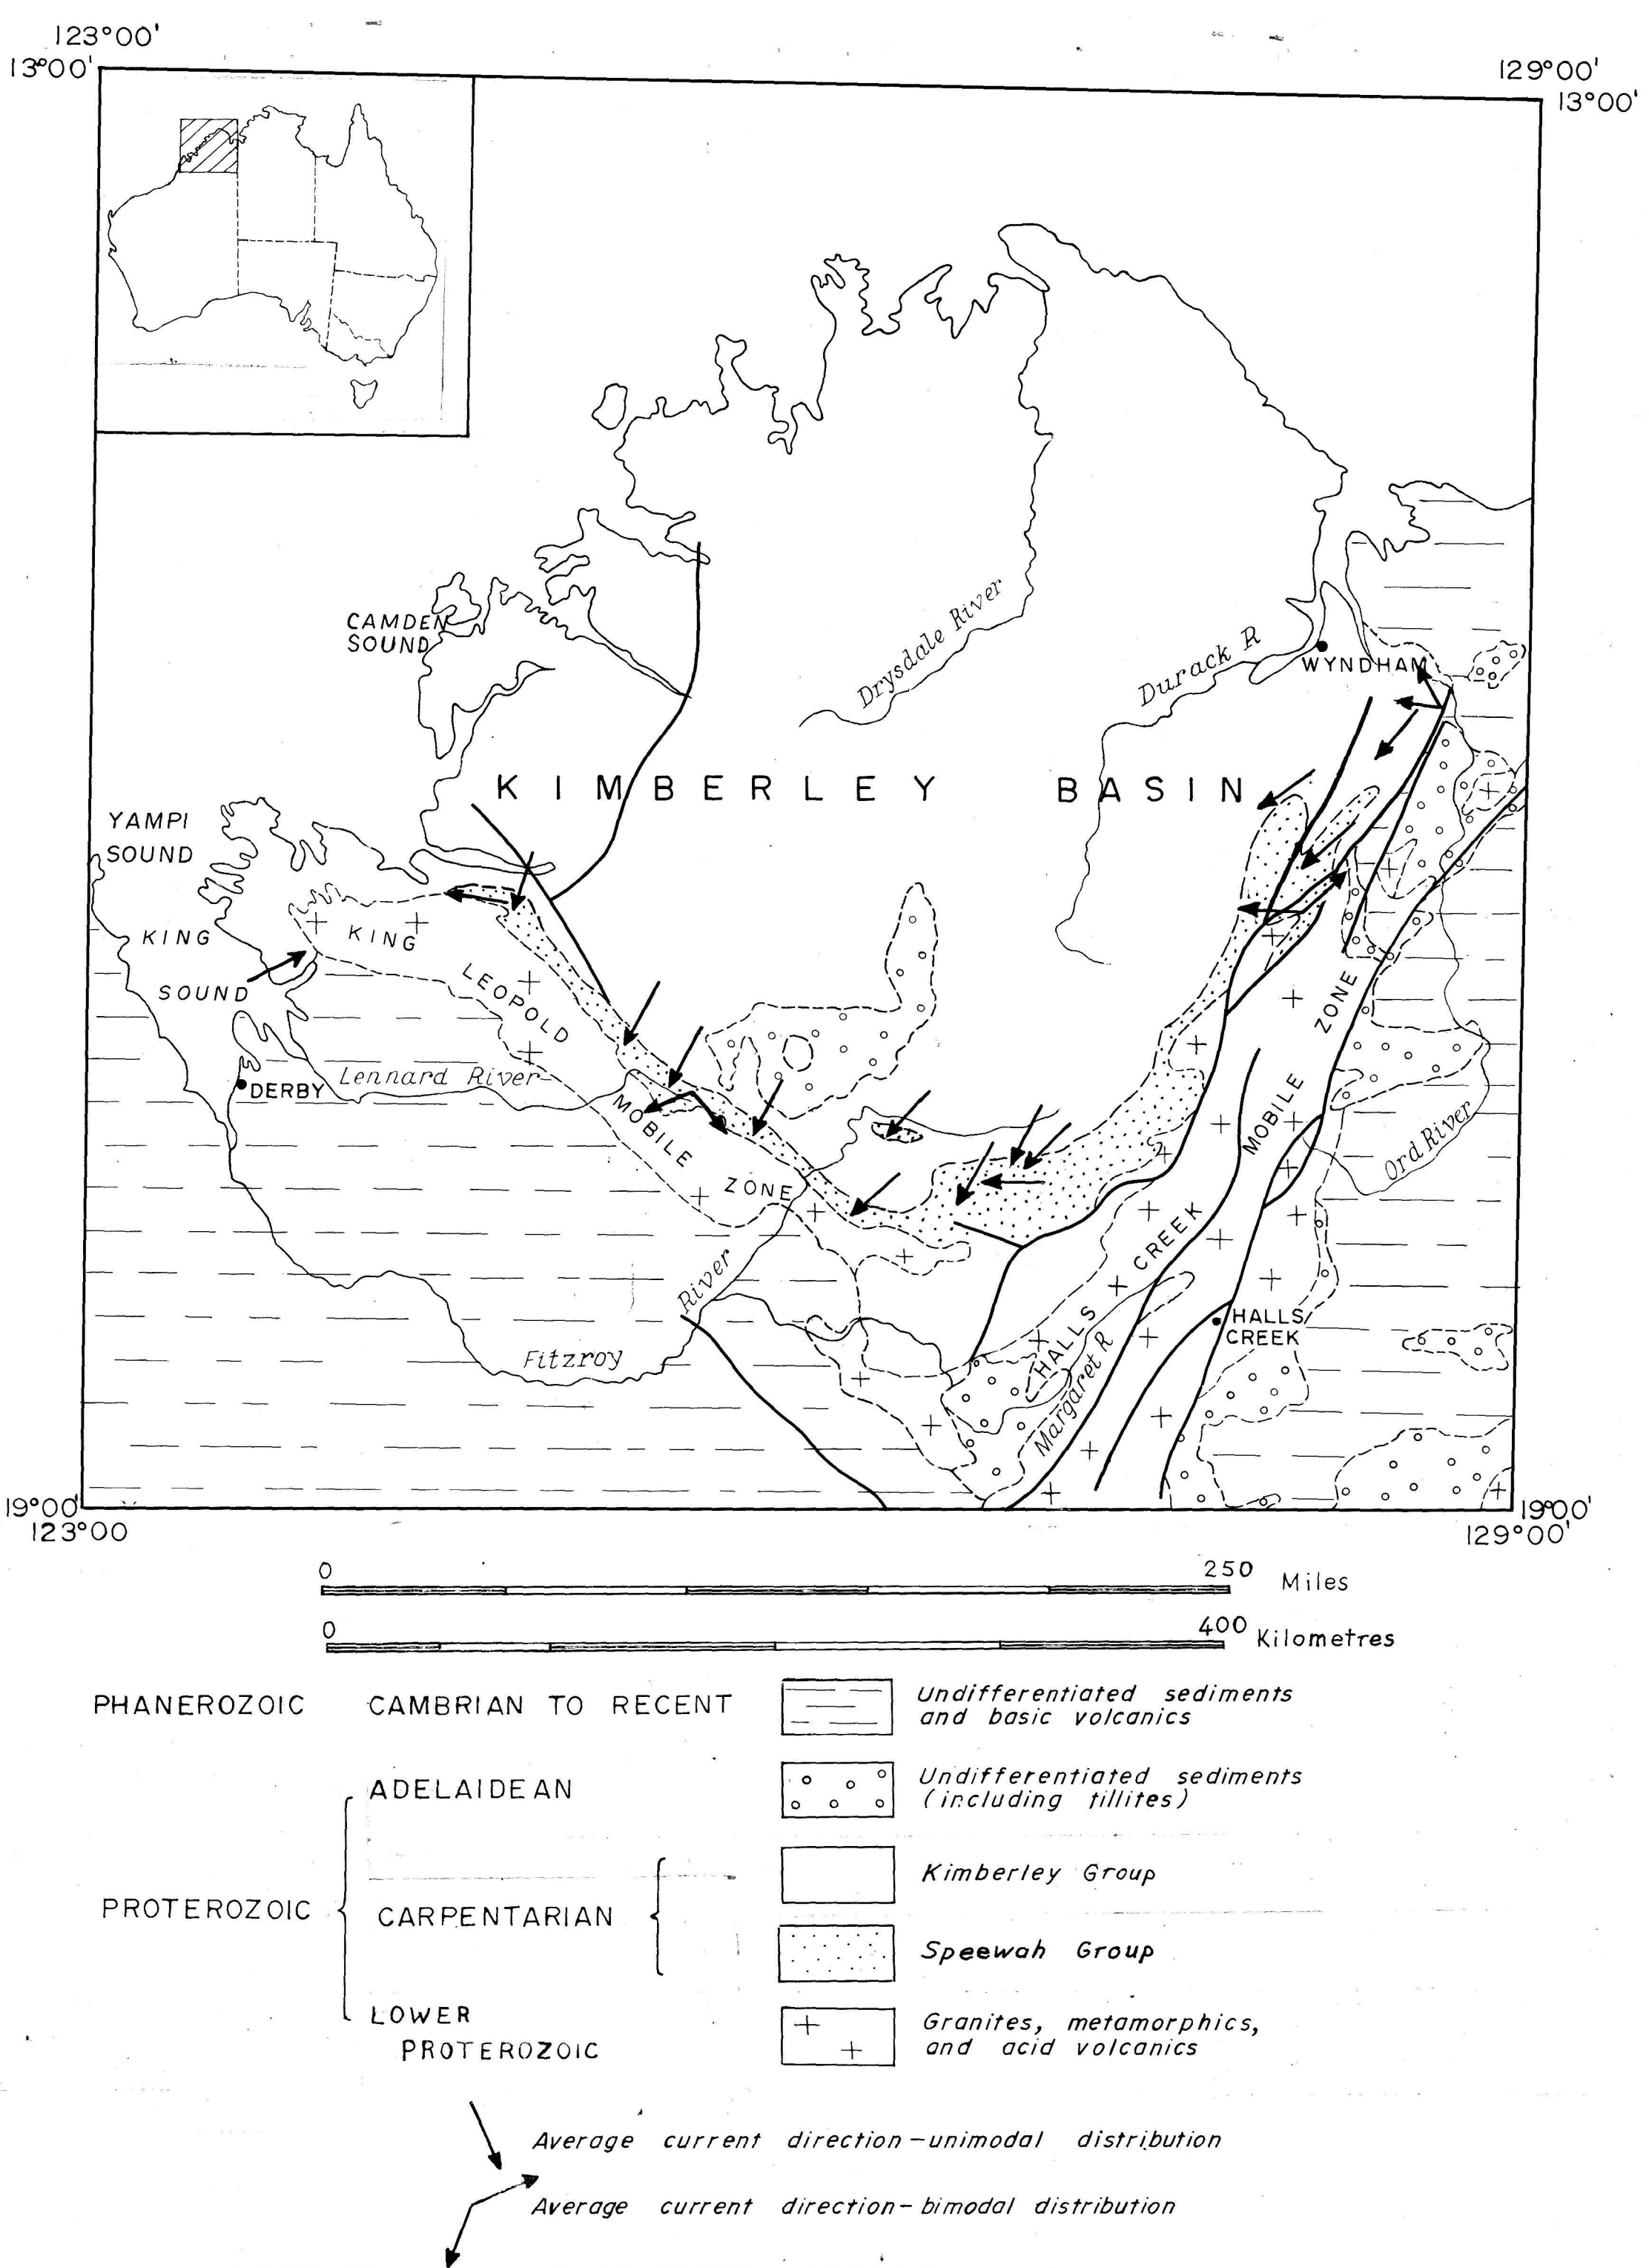 123°00'
13°00'
129°00'
13°00'
CAMDEN
SOUND
Drysdale River
Durack R
WYNDHAM
KIMBERLEY BASIN
YAMPI
SOUND
KING
SOUND
KING
LEOPOLD
MOBILE
ZONE
DERBY
Lennard River
ZONE
MOBILE
CREEK
HALLS
Ord River
River
Fitzroy
Margaret R
HALLS
CREEK
19°00'
123°00
19°00'
129°00'
0 250 Miles
0 400 Kilometres
PHANEROZOIC CAMBRIAN TO RECENT Undifferentiated sediments
and basic volcanics
ADELAIDEAN Undifferentiated sediments
(including tillites)
Kimberley Group
PROTEROZOIC CARPENTARIAN
Speewah Group
LOWER
PROTEROZOIC
Granites, metamorphics,
and acid volcanics
Average current direction-unimodal distribution
Average current direction-bimodal distribution